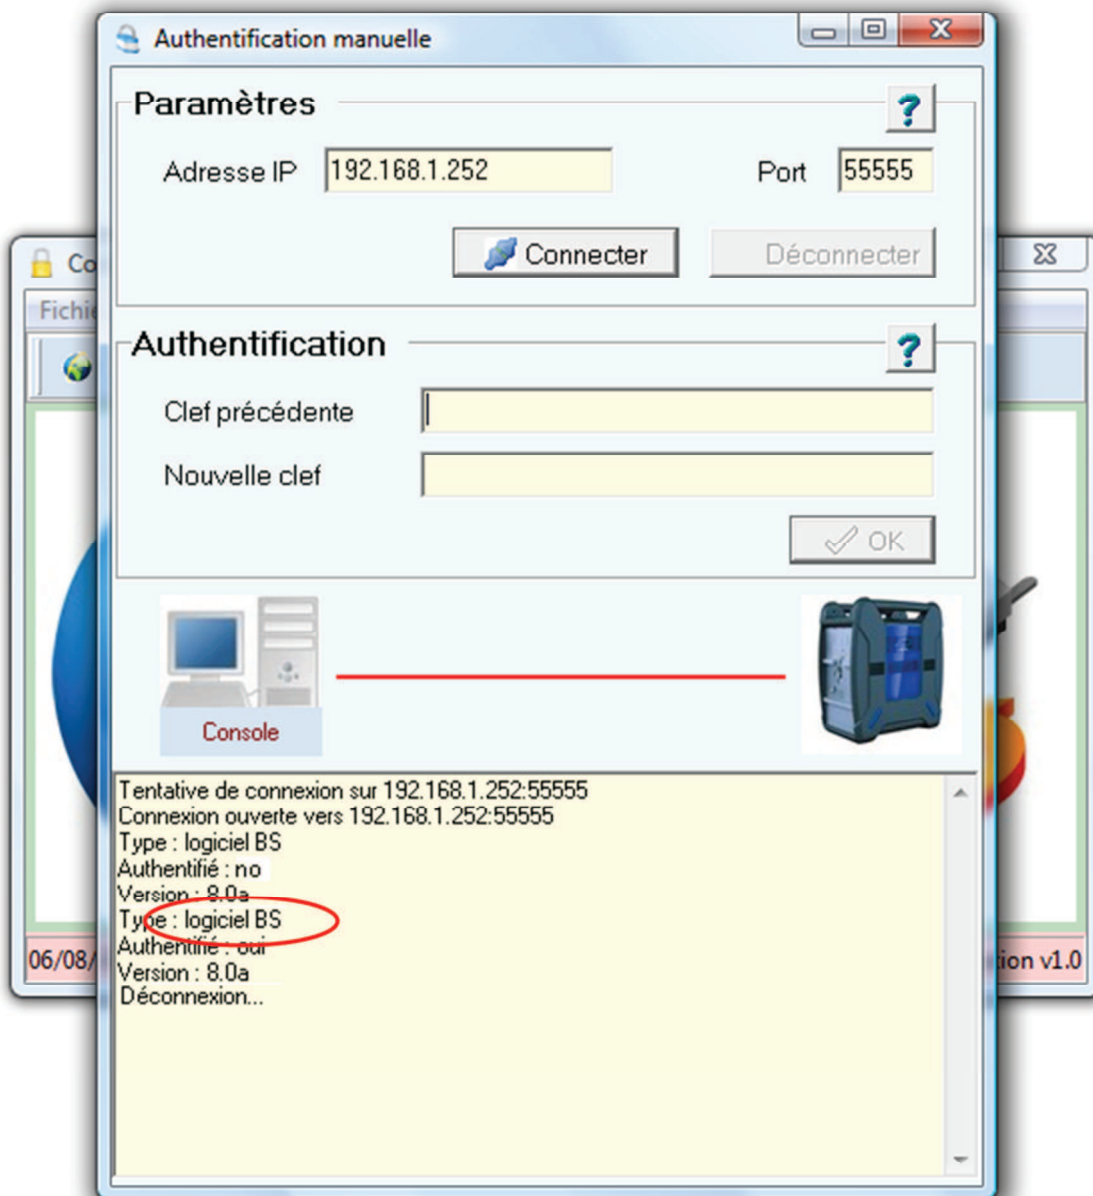 Authentification manuelle
Paramètres
?
Adresse IP 192.168.1.252 Port 55555
Connecter Déconnecter
Co
Fichie
Authentification
?
Clef précédente
Nouvelle clef
OK
Console
Tentative de connexion sur 192.168.1.252:55555
Connexion ouverte vers 192.168.1.252:55555
Type : logiciel BS
Authentifié : no
Version : 8.0a
Type : logiciel BS
Authentifié : oui
Version : 8.0a
Déconnexion...
06/08/
ion v1.0